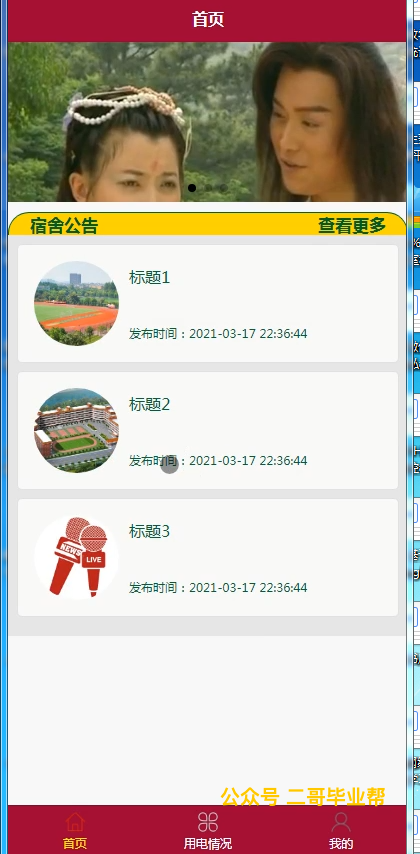 首页
宿舍公告 查看更多
标题1
发布时间：2021-03-17 22:36:44
标题2
发布时间：2021-03-17 22:36:44
NEWS
LIVE
标题3
发布时间：2021-03-17 22:36:44
公众号 二哥毕业帮
首页 用电情况 我的